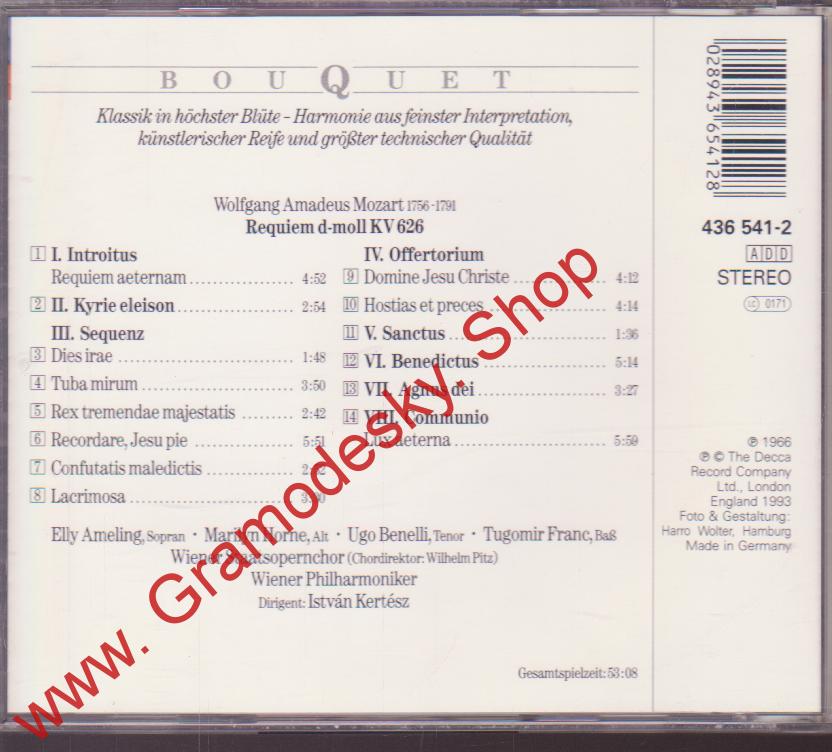 BOUQUET
Klassik in höchster Blüte – Harmonie aus feinster Interpretation,
künstlerischer Reife und größter technischer Qualität
Wolfgang Amadeus Mozart 1756-1791
Requiem d-moll KV 626
1 I. Introitus
Requiem aeternam 4:52
2 II. Kyrie eleison 2:54
III. Sequenz
3 Dies irae 1:48
4 Tuba mirum 3:50
5 Rex tremendae majestatis 2:42
6 Recordare, Jesu pie 5:51
7 Confutatis maledictis
8 Lacrimosa
IV. Offertorium
9 Domine Jesu Christe 4:12
10 Hostias et preces 4:14
11 V. Sanctus 1:36
12 VI. Benedictus 5:14
13 VII. Agnus dei 3:27
14 VIII. Communio
Lux aeterna 5:59
Elly Ameling, Sopran · Marilyn Horne, Alt · Ugo Benelli, Tenor · Tugomir Franc, Baß
Wiener Staatsopernchor (Chordirektor: Wilhelm Pitz)
Wiener Philharmoniker
Dirigent: István Kertész
Gesamtspielzeit: 53:08
028943 654128
436 541-2
ADD
STEREO
LC 0171
℗ 1966
℗ © The Decca
Record Company
Ltd., London
England 1993
Foto & Gestaltung:
Harro Wolter, Hamburg
Made in Germany
www.Gramodesky.Shop